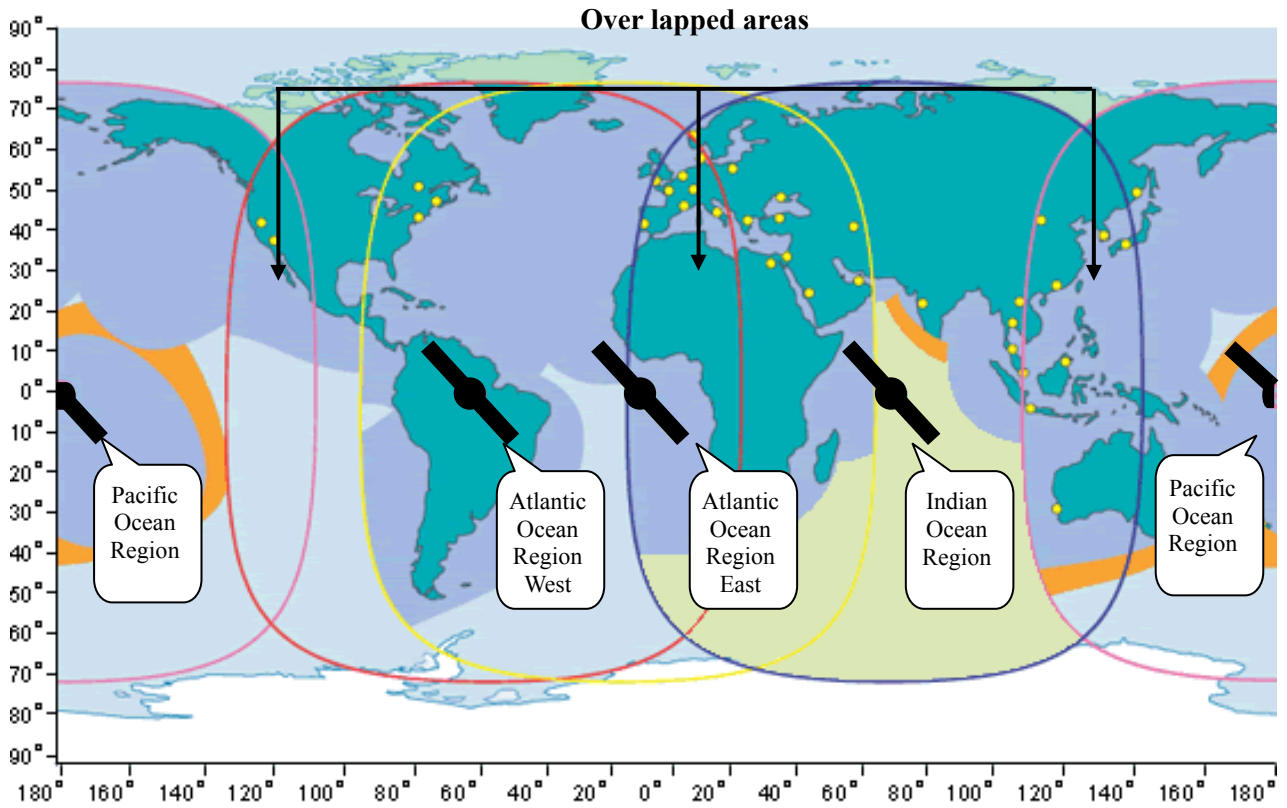 Over lapped areas
90°
80°
70°
60°
50°
40°
30°
20°
10°
0°
10°
20°
30°
40°
50°
60°
70°
80°
90°
Pacific
Ocean
Region
Atlantic
Ocean
Region
West
Atlantic
Ocean
Region
East
Indian
Ocean
Region
Pacific
Ocean
Region
180° 160° 140° 120° 100° 80° 60° 40° 20° 0° 20° 40° 60° 80° 100° 120° 140° 160° 180°